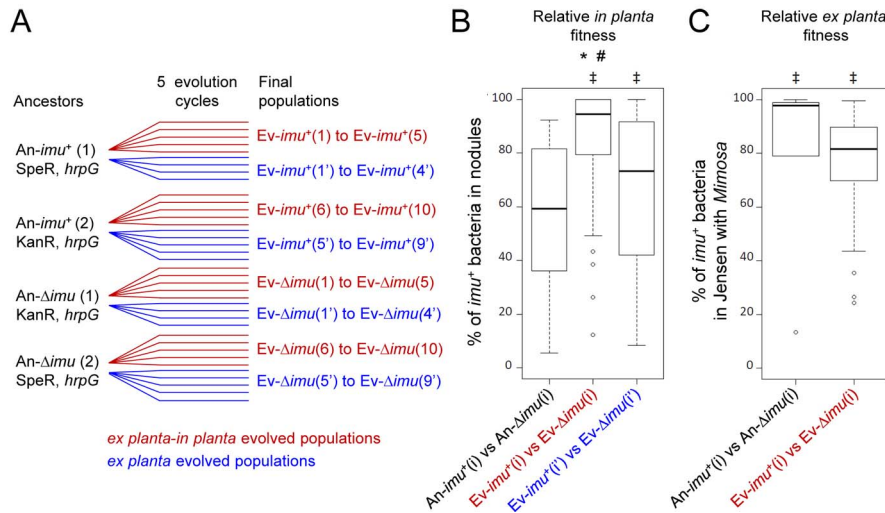 A
5 evolution
cycles
Final
populations
Ancestors
An-imu⁺ (1)
SpeR, hrpG
Ev-imu⁺(1) to Ev-imu⁺(5)
Ev-imu⁺(1') to Ev-imu⁺(4')
An-imu⁺ (2)
KanR, hrpG
Ev-imu⁺(6) to Ev-imu⁺(10)
Ev-imu⁺(5') to Ev-imu⁺(9')
An-Δimu (1)
KanR, hrpG
Ev-Δimu(1) to Ev-Δimu(5)
Ev-Δimu(1') to Ev-Δimu(4')
An-Δimu (2)
SpeR, hrpG
Ev-Δimu(6) to Ev-Δimu(10)
Ev-Δimu(5') to Ev-Δimu(9')
ex planta-in planta evolved populations
ex planta evolved populations
B
Relative in planta
fitness
* #
‡ ‡
% of imu⁺ bacteria in nodules
100
80
60
40
20
0
An-imu⁺(i) vs An-Δimu(i)
Ev-imu⁺(i) vs Ev-Δimu(i)
Ev-imu⁺(i') vs Ev-Δimu(i')
C
Relative ex planta
fitness
‡ ‡
% of imu⁺ bacteria
in Jensen with Mimosa
100
80
60
40
20
0
An-imu⁺(i) vs An-Δimu(i)
Ev-imu⁺(i) vs Ev-Δimu(i)